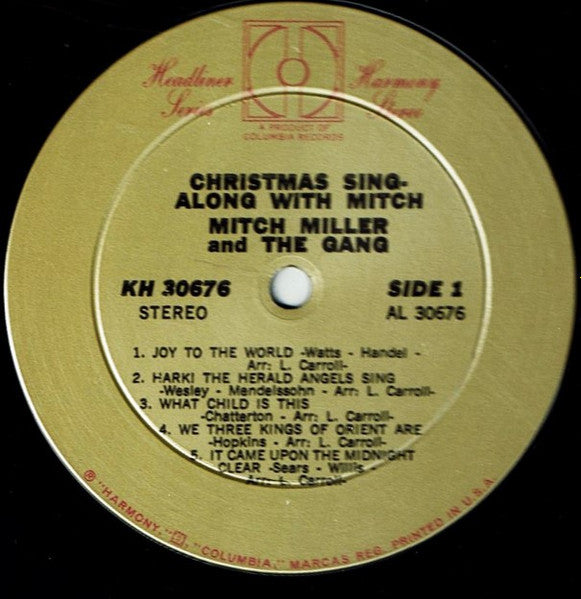 Headliner Harmony
Series Stereo
A PRODUCT OF
COLUMBIA RECORDS
CHRISTMAS SING-
ALONG WITH MITCH
MITCH MILLER
and THE GANG
KH 30676 SIDE 1
STEREO AL 30676
1. JOY TO THE WORLD -Watts - Handel -
Arr: L. Carroll-
2. HARK! THE HERALD ANGELS SING
-Wesley - Mendelssohn - Arr: L. Carroll-
3. WHAT CHILD IS THIS
-Chatterton - Arr: L. Carroll-
4. WE THREE KINGS OF ORIENT ARE
-Hopkins - Arr: L. Carroll-
5. IT CAME UPON THE MIDNIGHT
CLEAR -Sears - Willis -
Arr: L. Carroll-
® "HARMONY," "COLUMBIA," MARCAS REG. PRINTED IN U.S.A.